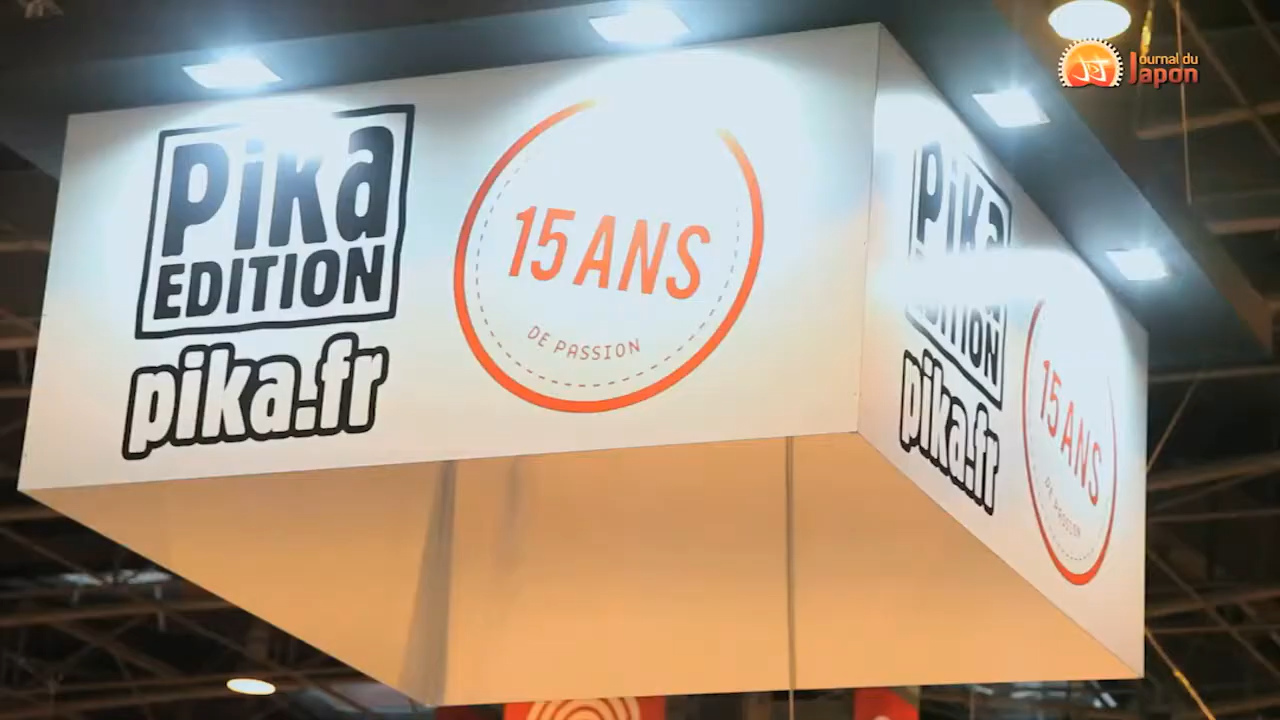 Journal du
Japon
Pika
EDITION
pika.fr
15 ANS
DE PASSION
Pika
EDITION
pika.fr
15 ANS
DE PASSION